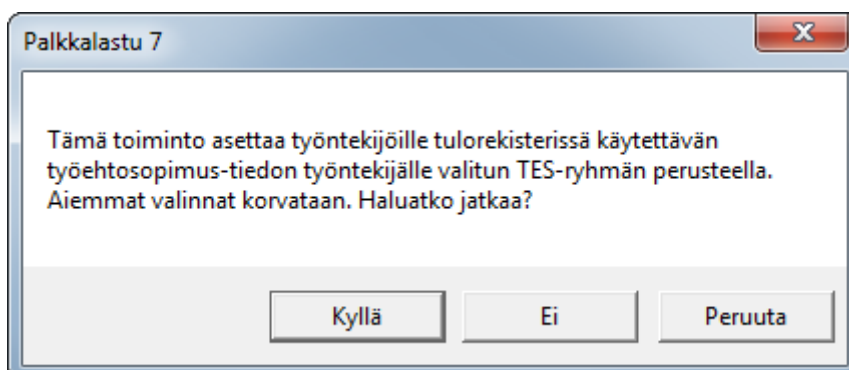 Palkkalastu 7
Tämä toiminto asettaa työntekijöille tulorekisterissä käytettävän
työehtosopimus-tiedon työntekijälle valitun TES-ryhmän perusteella.
Aiemmat valinnat korvataan. Haluatko jatkaa?
Kyllä
Ei
Peruuta